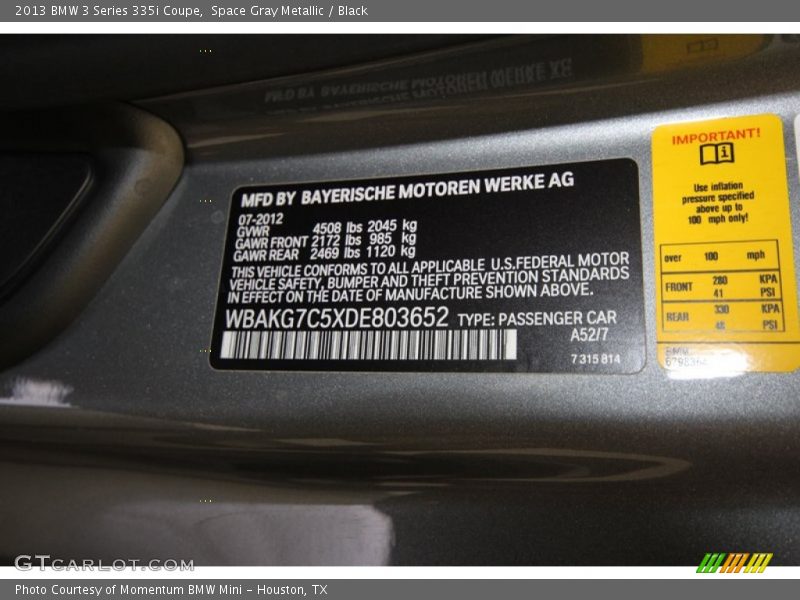 2013 BMW 3 Series 335i Coupe,  Space Gray Metallic / Black
MFD BY BAYERISCHE MOTOREN WERKE AG
07-2012
GVWR 4508 lbs 2045 kg
GAWR FRONT 2172 lbs 985 kg
GAWR REAR 2469 lbs 1120 kg
THIS VEHICLE CONFORMS TO ALL APPLICABLE U.S.FEDERAL MOTOR
VEHICLE SAFETY, BUMPER AND THEFT PREVENTION STANDARDS
IN EFFECT ON THE DATE OF MANUFACTURE SHOWN ABOVE.
WBAKG7C5XDE803652 TYPE: PASSENGER CAR
A52/7
7 315 814
IMPORTANT!
Use inflation
pressure specified
above up to
100 mph only!
over 100 mph
FRONT 280 KPA
41 PSI
REAR 330 KPA
48 PSI
BMW
GTCARLOT.COM
Photo Courtesy of Momentum BMW Mini - Houston, TX